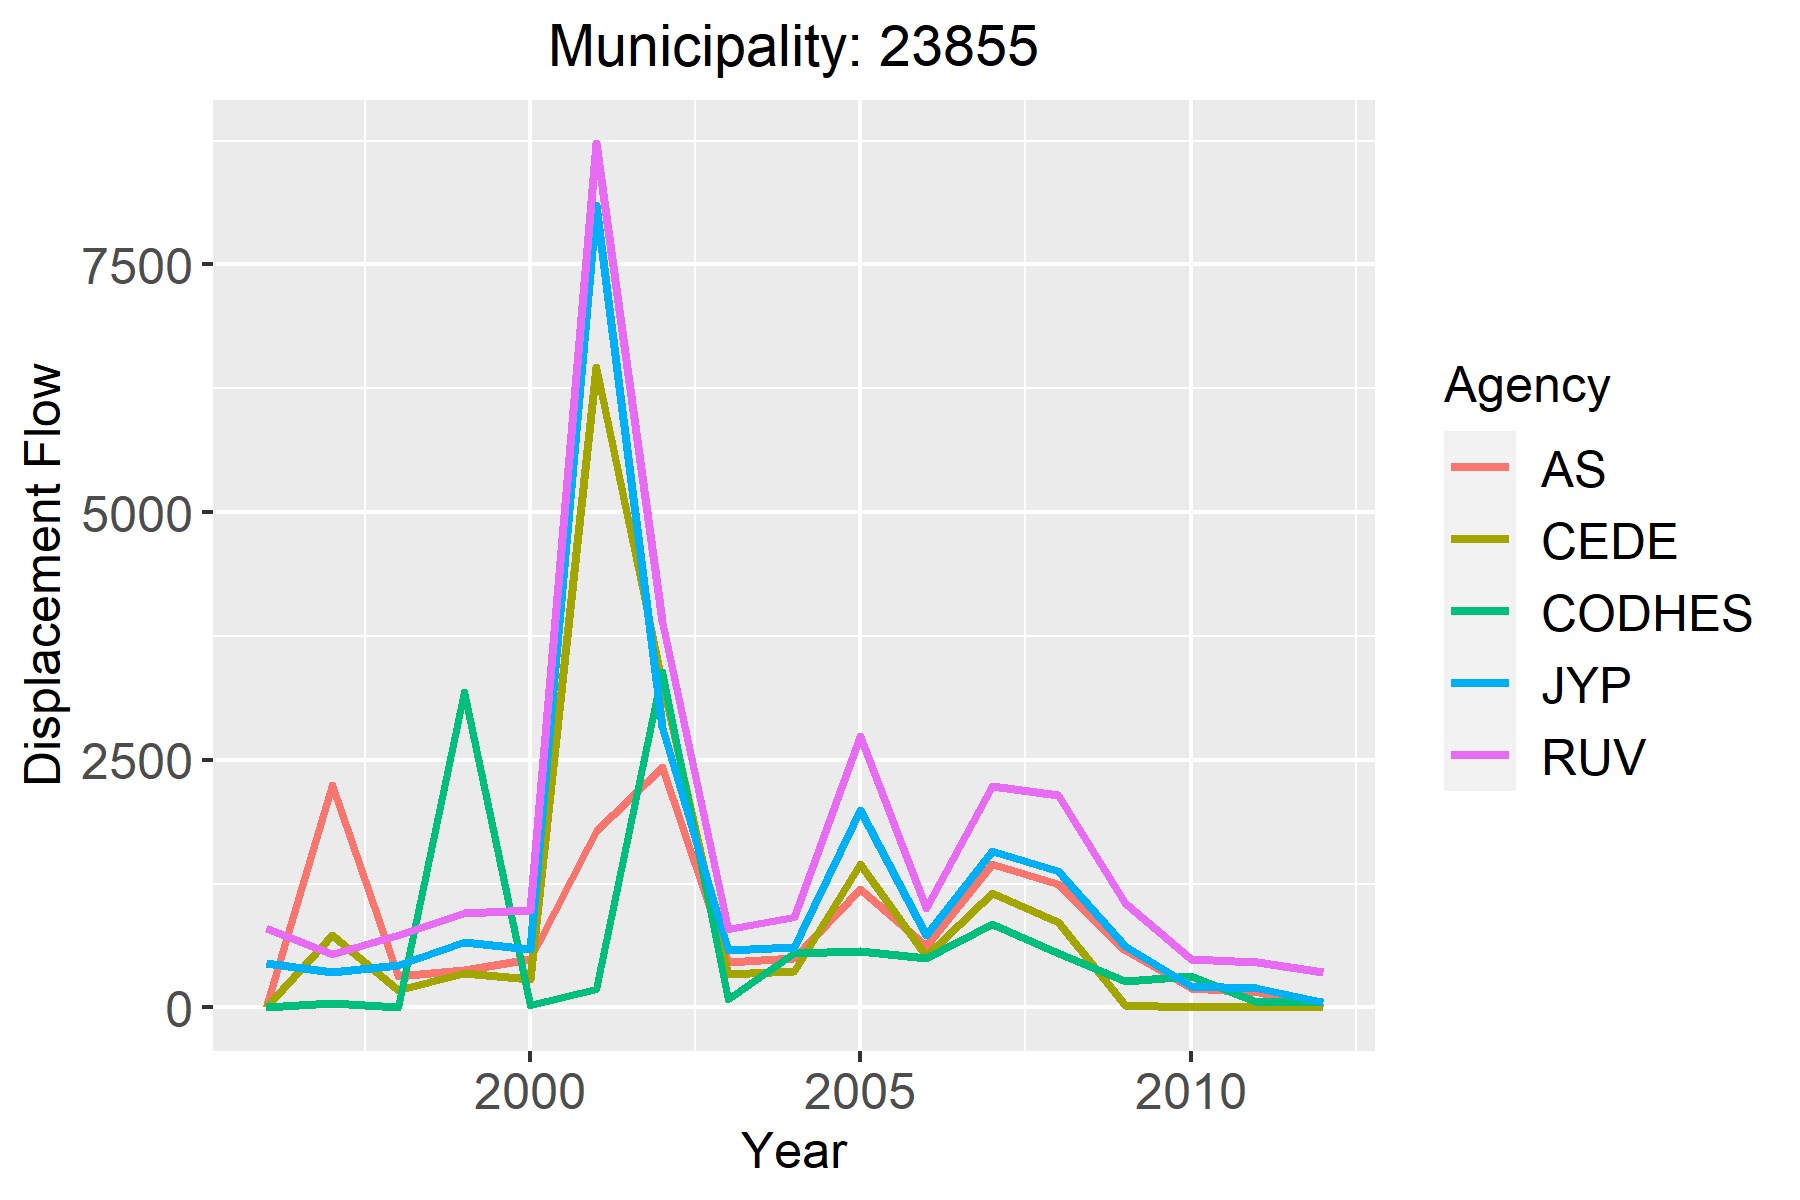 Municipality: 23855
Displacement Flow
7500
5000
2500
0
2000 2005 2010
Year
Agency
AS
CEDE
CODHES
JYP
RUV